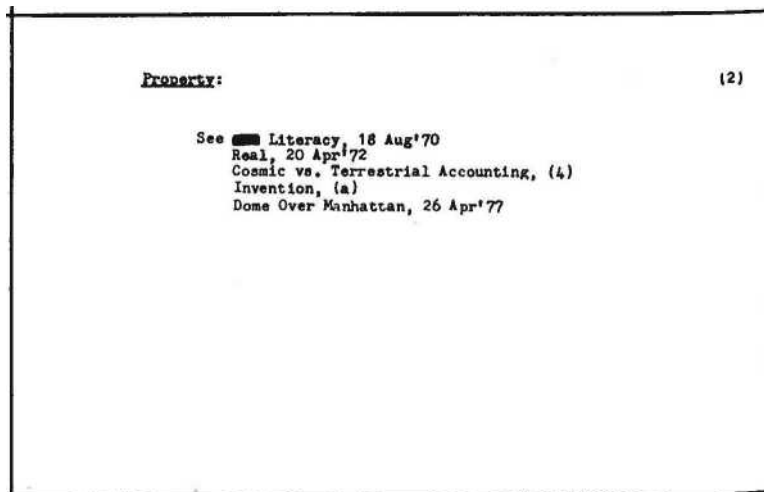 Property: (2)
See Literacy, 18 Aug'70
Real, 20 Apr'72
Cosmic vs. Terrestrial Accounting, (4)
Invention, (a)
Dome Over Manhattan, 26 Apr'77